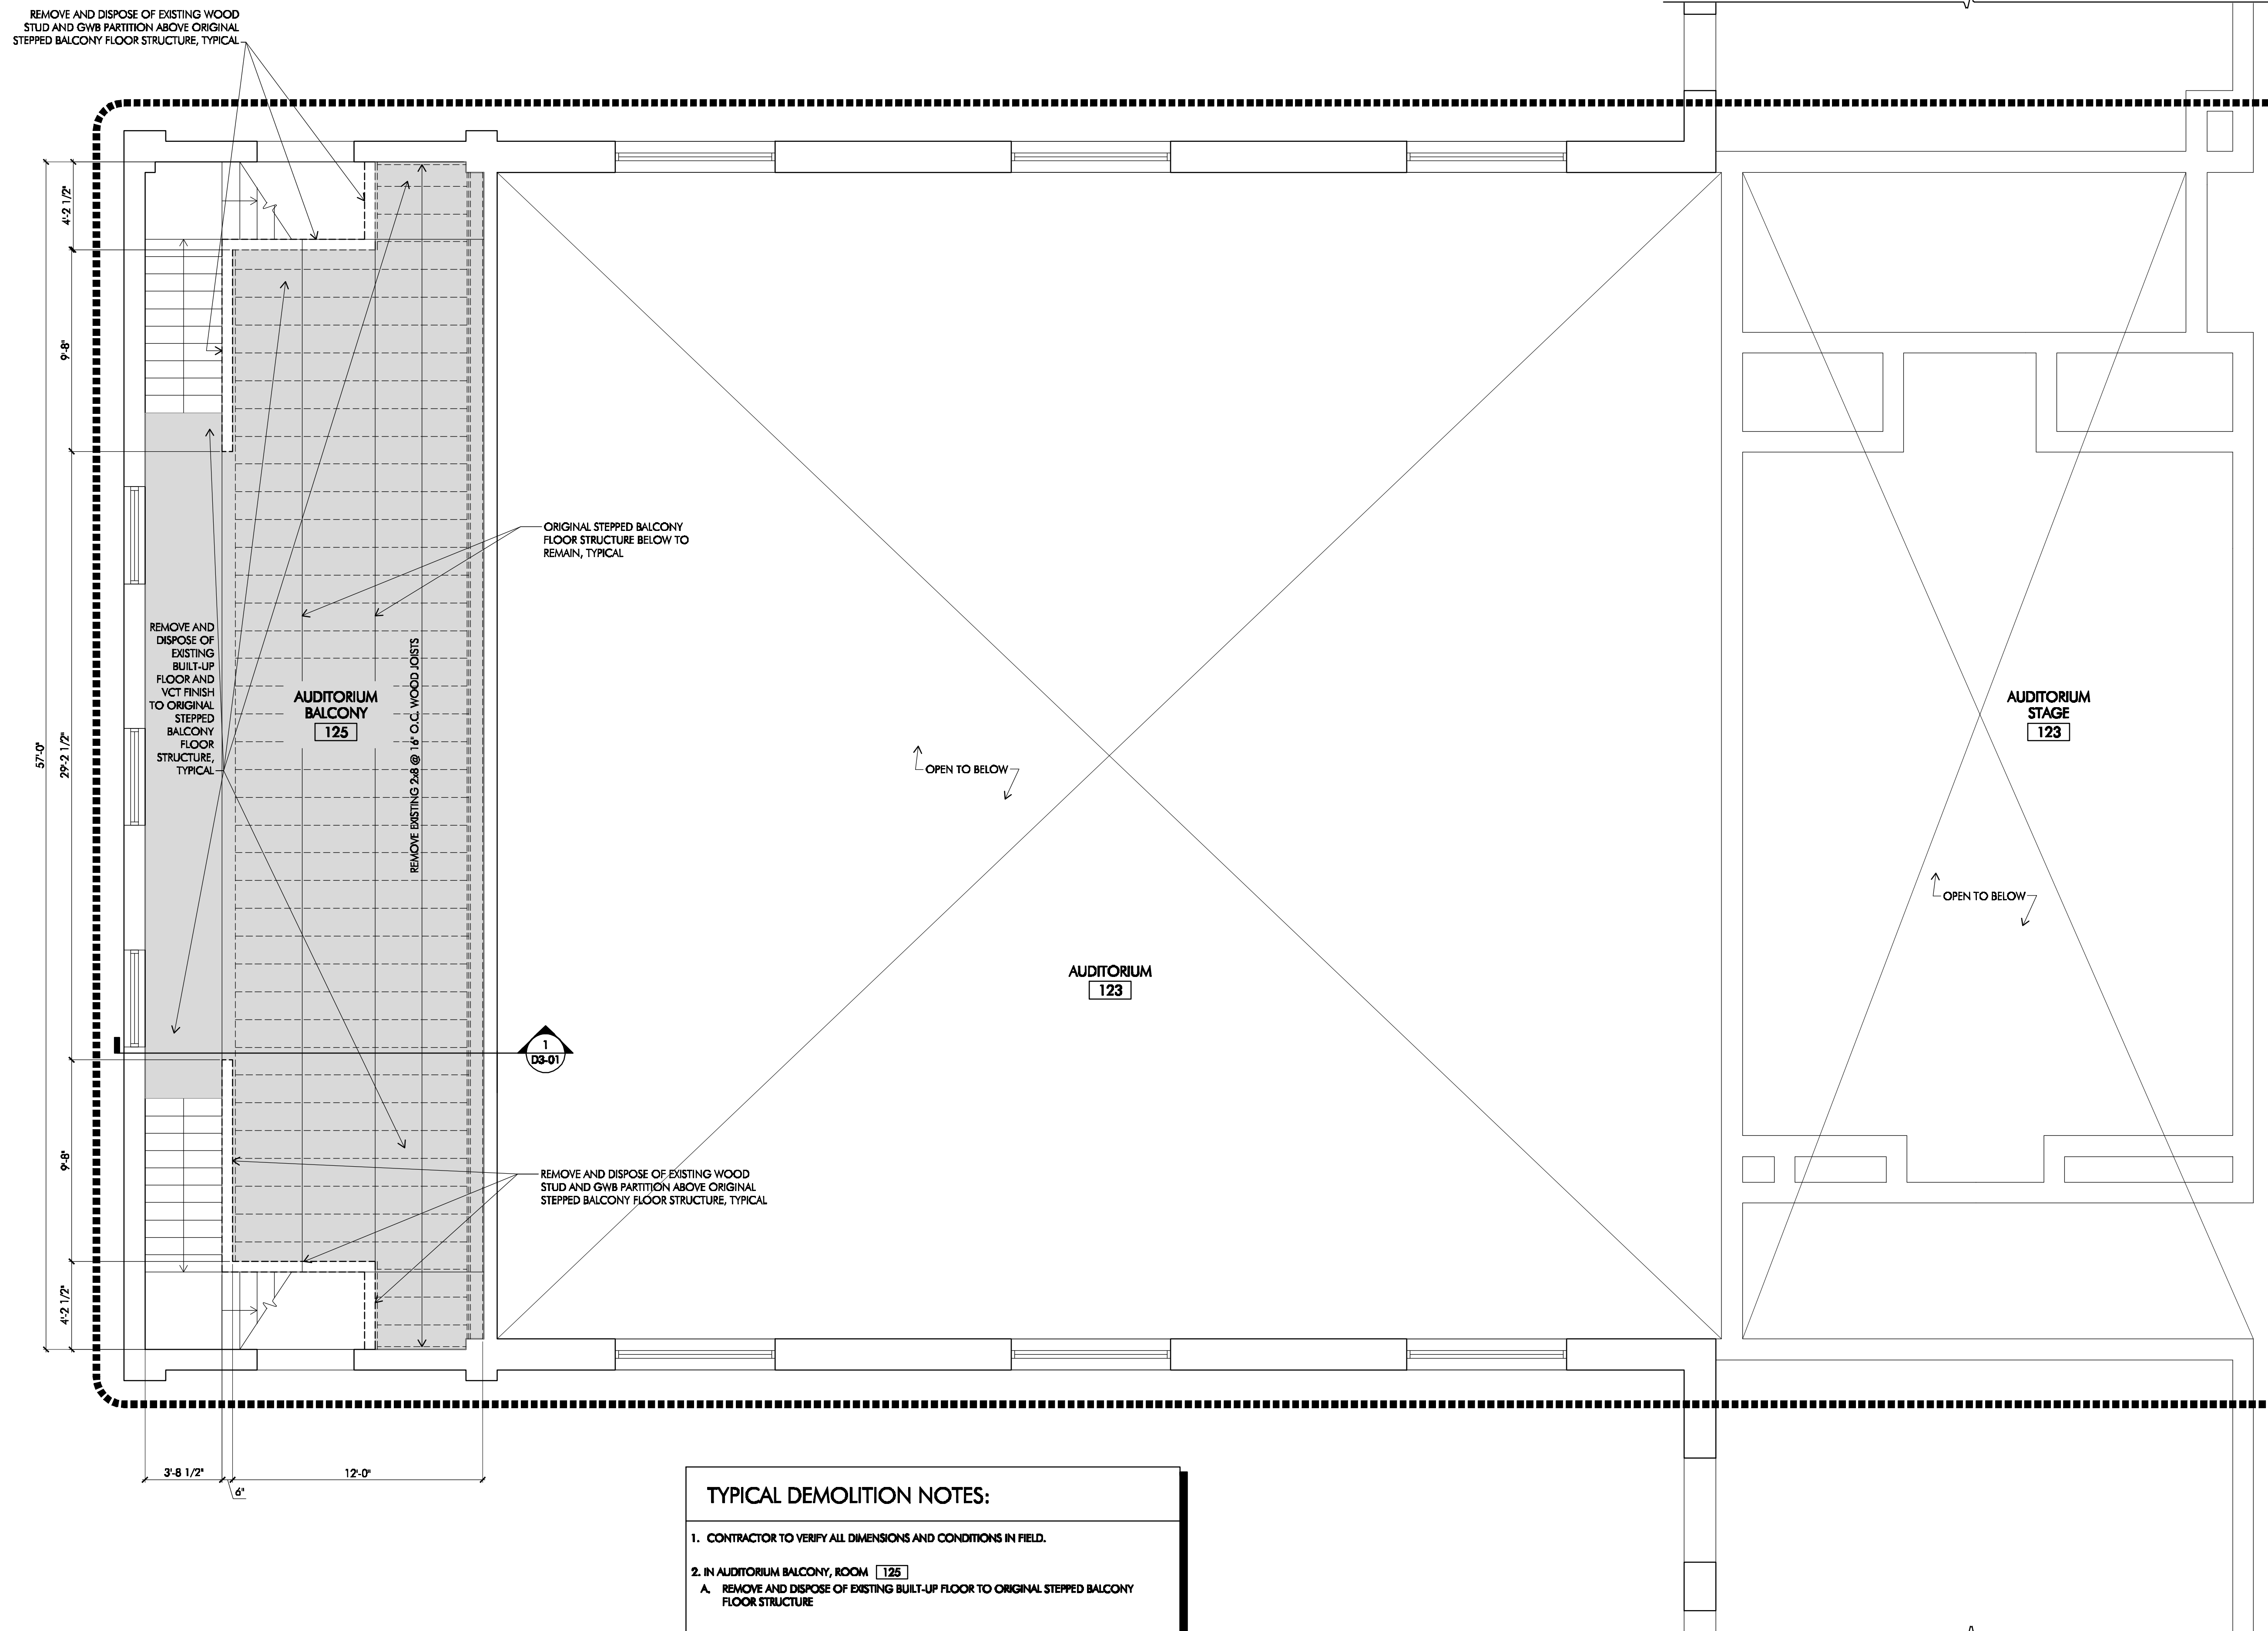 REMOVE AND DISPOSE OF EXISTING WOOD
STUD AND GWB PARTITION ABOVE ORIGINAL
STEPPED BALCONY FLOOR STRUCTURE, TYPICAL
4'-2 1/2"
9'-8"
57'-0"
29'-2 1/2"
9'-8"
4'-2 1/2"
ORIGINAL STEPPED BALCONY
FLOOR STRUCTURE BELOW TO
REMAIN, TYPICAL
REMOVE AND
DISPOSE OF
EXISTING
BUILT-UP
FLOOR AND
VCT FINISH
TO ORIGINAL
STEPPED
BALCONY
FLOOR
STRUCTURE,
TYPICAL
AUDITORIUM
BALCONY
125
REMOVE EXISTING 2x8 @ 16" O.C. WOOD JOISTS
OPEN TO BELOW
AUDITORIUM
STAGE
123
OPEN TO BELOW
AUDITORIUM
123
1
D3-01
REMOVE AND DISPOSE OF EXISTING WOOD
STUD AND GWB PARTITION ABOVE ORIGINAL
STEPPED BALCONY FLOOR STRUCTURE, TYPICAL
3'-8 1/2"
6"
12'-0"
TYPICAL DEMOLITION NOTES:
1. CONTRACTOR TO VERIFY ALL DIMENSIONS AND CONDITIONS IN FIELD.
2. IN AUDITORIUM BALCONY, ROOM 125
A. REMOVE AND DISPOSE OF EXISTING BUILT-UP FLOOR TO ORIGINAL STEPPED BALCONY
FLOOR STRUCTURE